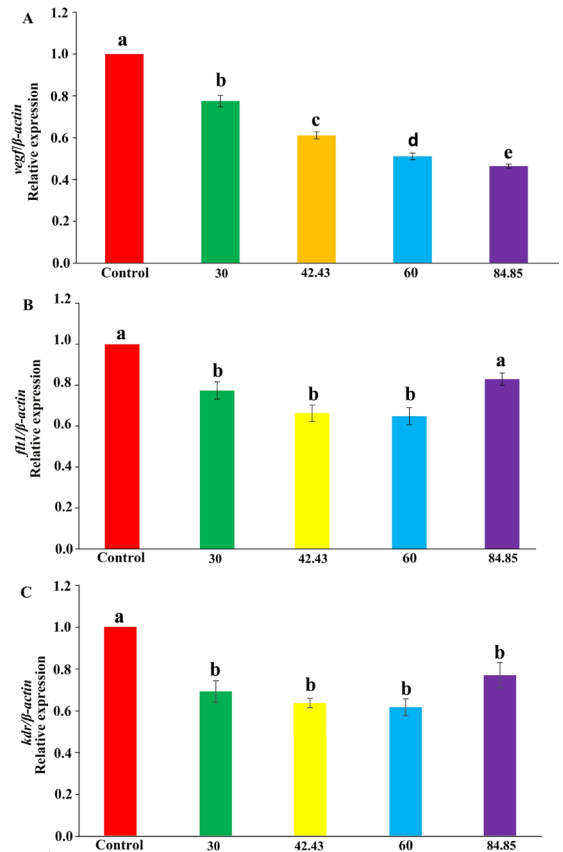 A
vegf/β-actin
Relative expression
1.2
1.0
0.8
0.6
0.4
0.2
0.0
a
b
c
d
e
Control
30
42.43
60
84.85
B
flt1/β-actin
Relative expression
1.2
1.0
0.8
0.6
0.4
0.2
0.0
a
b
b
b
a
Control
30
42.43
60
84.85
C
kdr/β-actin
Relative expression
1.2
1.0
0.8
0.6
0.4
0.2
0.0
a
b
b
b
b
Control
30
42.43
60
84.85